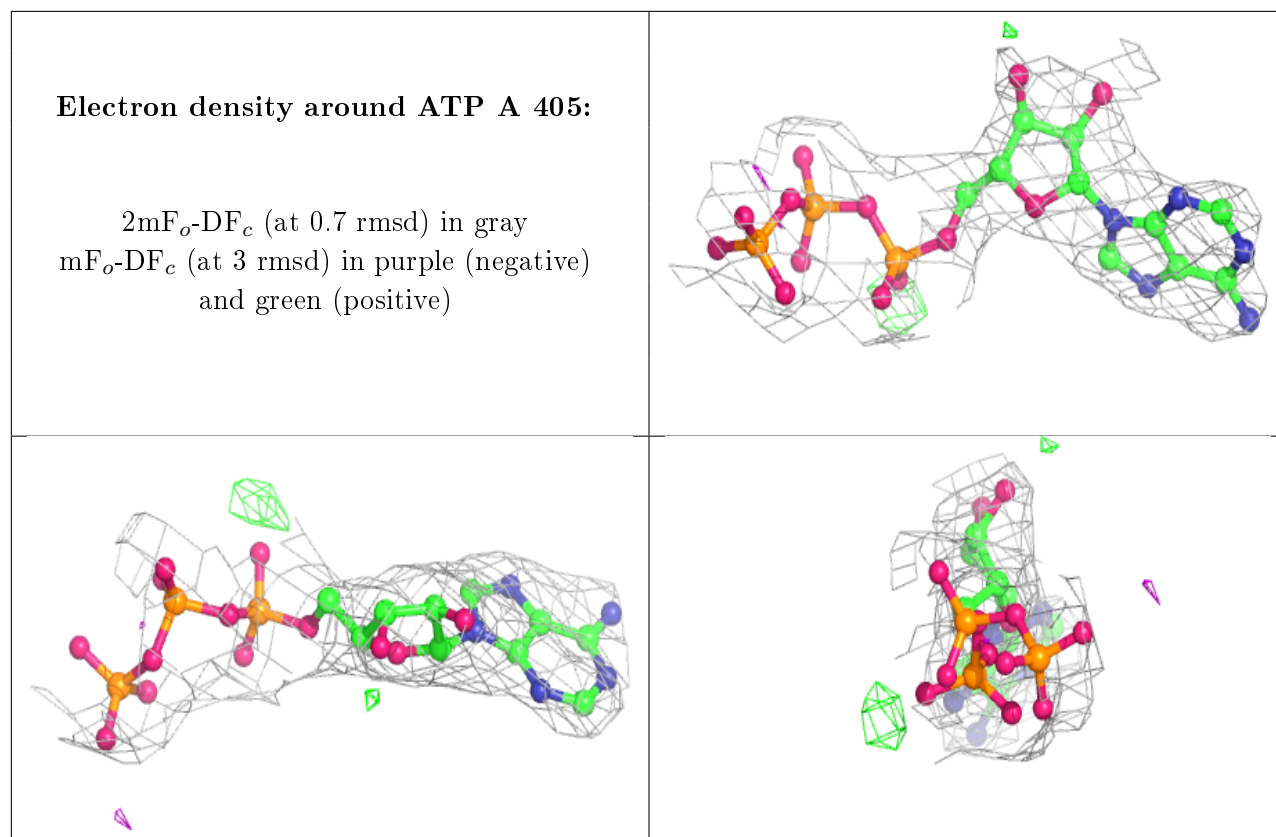 Electron density around ATP A 405:
2mFo-DFc (at 0.7 rmsd) in gray
mFo-DFc (at 3 rmsd) in purple (negative)
and green (positive)